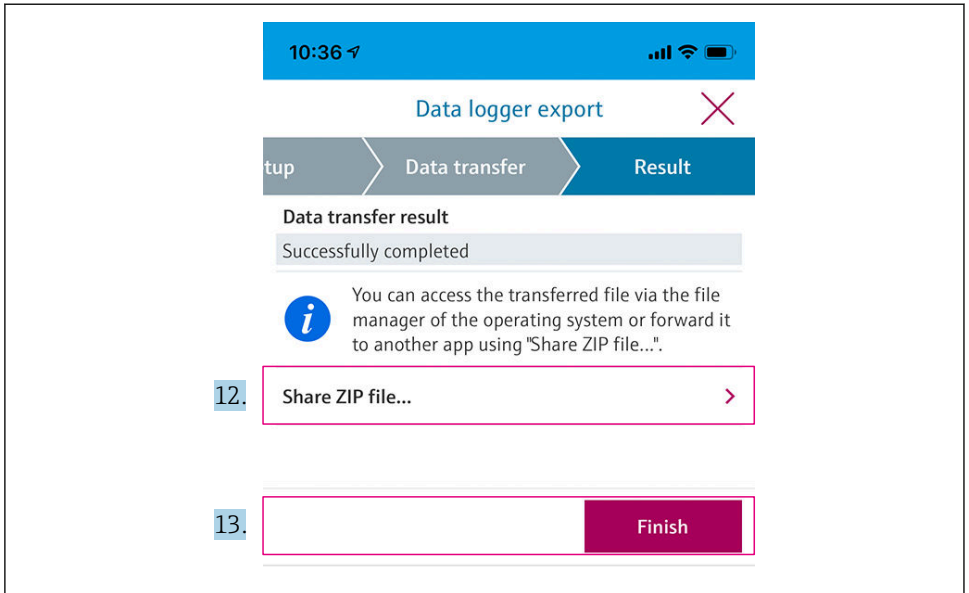 10:36
Data logger export
tup Data transfer Result
Data transfer result
Successfully completed
i You can access the transferred file via the file
manager of the operating system or forward it
to another app using "Share ZIP file...".
12. Share ZIP file...
13. Finish